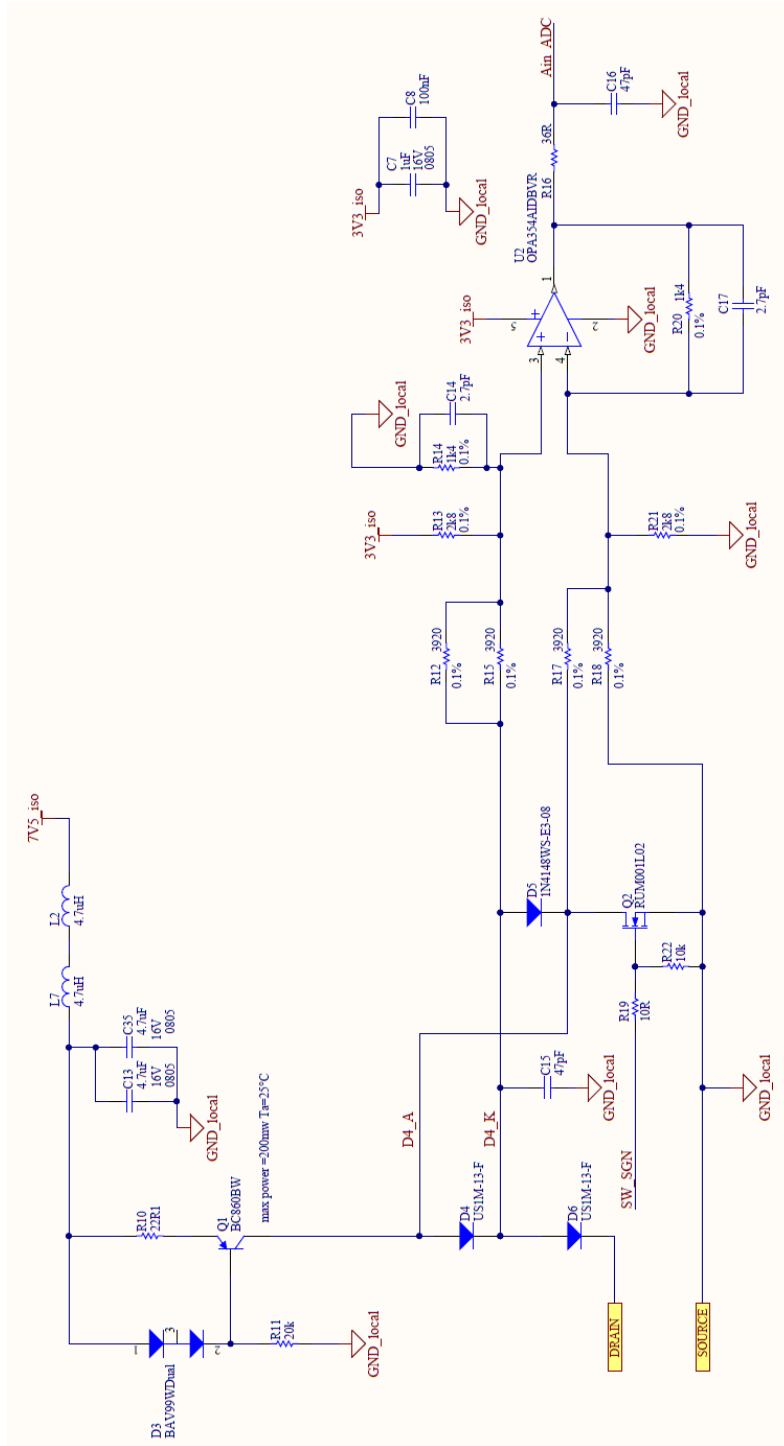 7V5_iso
L7
4.7uH
L2
4.7uH
D3
BAV99WDual
1
3
2
R10
22R1
C13
4.7uF
16V
0805
C35
4.7uF
16V
0805
GND_local
Q1
BC860BW
max power =200mw Ta=25°C
R11
20k
GND_local
D4_A
D4
US1M-13-F
D4_K
D6
US1M-13-F
C15
47pF
GND_local
DRAIN
SOURCE
SW_SGN
D5
1N4148WS-E3-08
Q2
RUM001L02
R19
10R
R22
10k
GND_local
R12
3920
0.1%
R15
3920
0.1%
R17
3920
0.1%
R18
3920
0.1%
3V3_iso
R13
2k8
0.1%
GND_local
R14
1k4
0.1%
C14
2.7pF
R21
2k8
0.1%
GND_local
3V3_iso
C7
1uF
16V
0805
C8
100nF
GND_local
3V3_iso
U2
OPA354AIDBVR
5
3
4
1
2
GND_local
R20
1k4
0.1%
C17
2.7pF
R16
36R
Ain_ADC
C16
47pF
GND_local